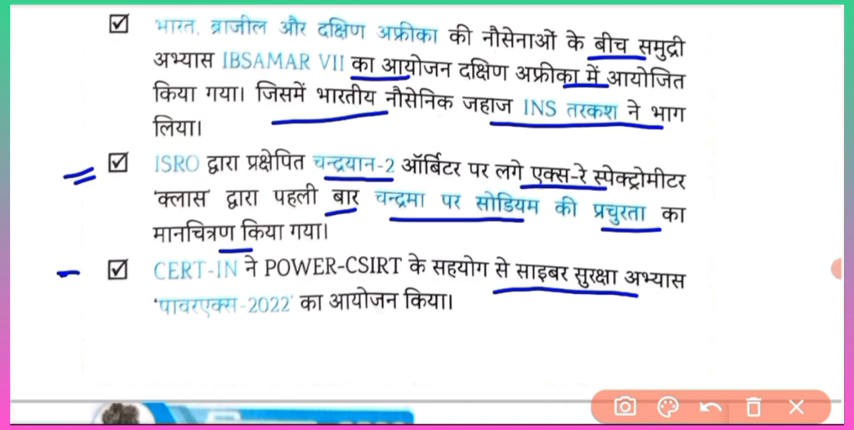 भारत, ब्राजील और दक्षिण अफ्रीका की नौसेनाओं के बीच समुद्री
अभ्यास IBSAMAR VII का आयोजन दक्षिण अफ्रीका में आयोजित
किया गया। जिसमें भारतीय नौसेनिक जहाज INS तरकश ने भाग
लिया।
ISRO द्वारा प्रक्षेपित चन्द्रयान-2 ऑर्बिटर पर लगे एक्स-रे स्पेक्ट्रोमीटर
'क्लास' द्वारा पहली बार चन्द्रमा पर सोडियम की प्रचुरता का
मानचित्रण किया गया।
CERT-IN ने POWER-CSIRT के सहयोग से साइबर सुरक्षा अभ्यास
'पावरएक्स-2022' का आयोजन किया।